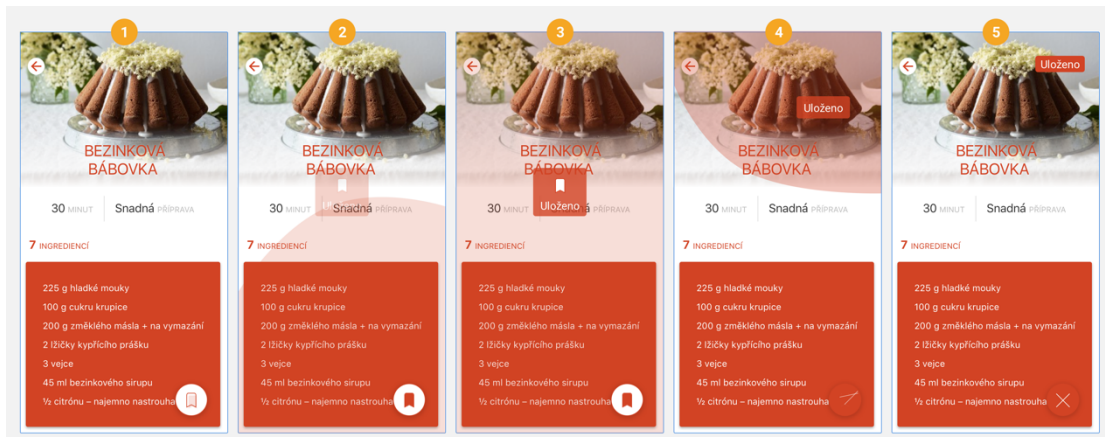 1
BEZINKOVÁ
BÁBOVKA
30 MINUT Snadná PŘÍPRAVA
7 INGREDIENCÍ
225 g hladké mouky
100 g cukru krupice
200 g změklého másla + na vymazání
2 lžičky kypřícího prášku
3 vejce
45 ml bezinkového sirupu
½ citrónu – najemno nastrouha
2
BEZINKOVÁ
BÁBOVKA
30 MINUT Snadná PŘÍPRAVA
7 INGREDIENCÍ
225 g hladké mouky
100 g cukru krupice
200 g změklého másla + na vymazání
2 lžičky kypřícího prášku
3 vejce
45 ml bezinkového sirupu
½ citrónu – najemno nastrouha
3
BEZINKOVÁ
BÁBOVKA
Uloženo
30 MINUT á PŘÍPRAVA
7 INGREDIENCÍ
225 g hladké mouky
100 g cukru krupice
200 g změklého másla + na vymazání
2 lžičky kypřícího prášku
3 vejce
45 ml bezinkového sirupu
½ citrónu – najemno nastrouha
4
Uloženo
BEZINKOVÁ
BÁBOVKA
30 MINUT Snadná PŘÍPRAVA
7 INGREDIENCÍ
225 g hladké mouky
100 g cukru krupice
200 g změklého másla + na vymazání
2 lžičky kypřícího prášku
3 vejce
45 ml bezinkového sirupu
½ citrónu – najemno nastrouha
5
Uloženo
BEZINKOVÁ
BÁBOVKA
30 MINUT Snadná PŘÍPRAVA
7 INGREDIENCÍ
225 g hladké mouky
100 g cukru krupice
200 g změklého másla + na vymazání
2 lžičky kypřícího prášku
3 vejce
45 ml bezinkového sirupu
½ citrónu – najemno nastrouha